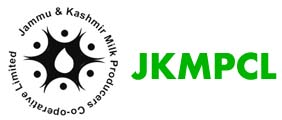 Jammu & Kashmir Milk Producers Co-operative Limited
JKMPCL